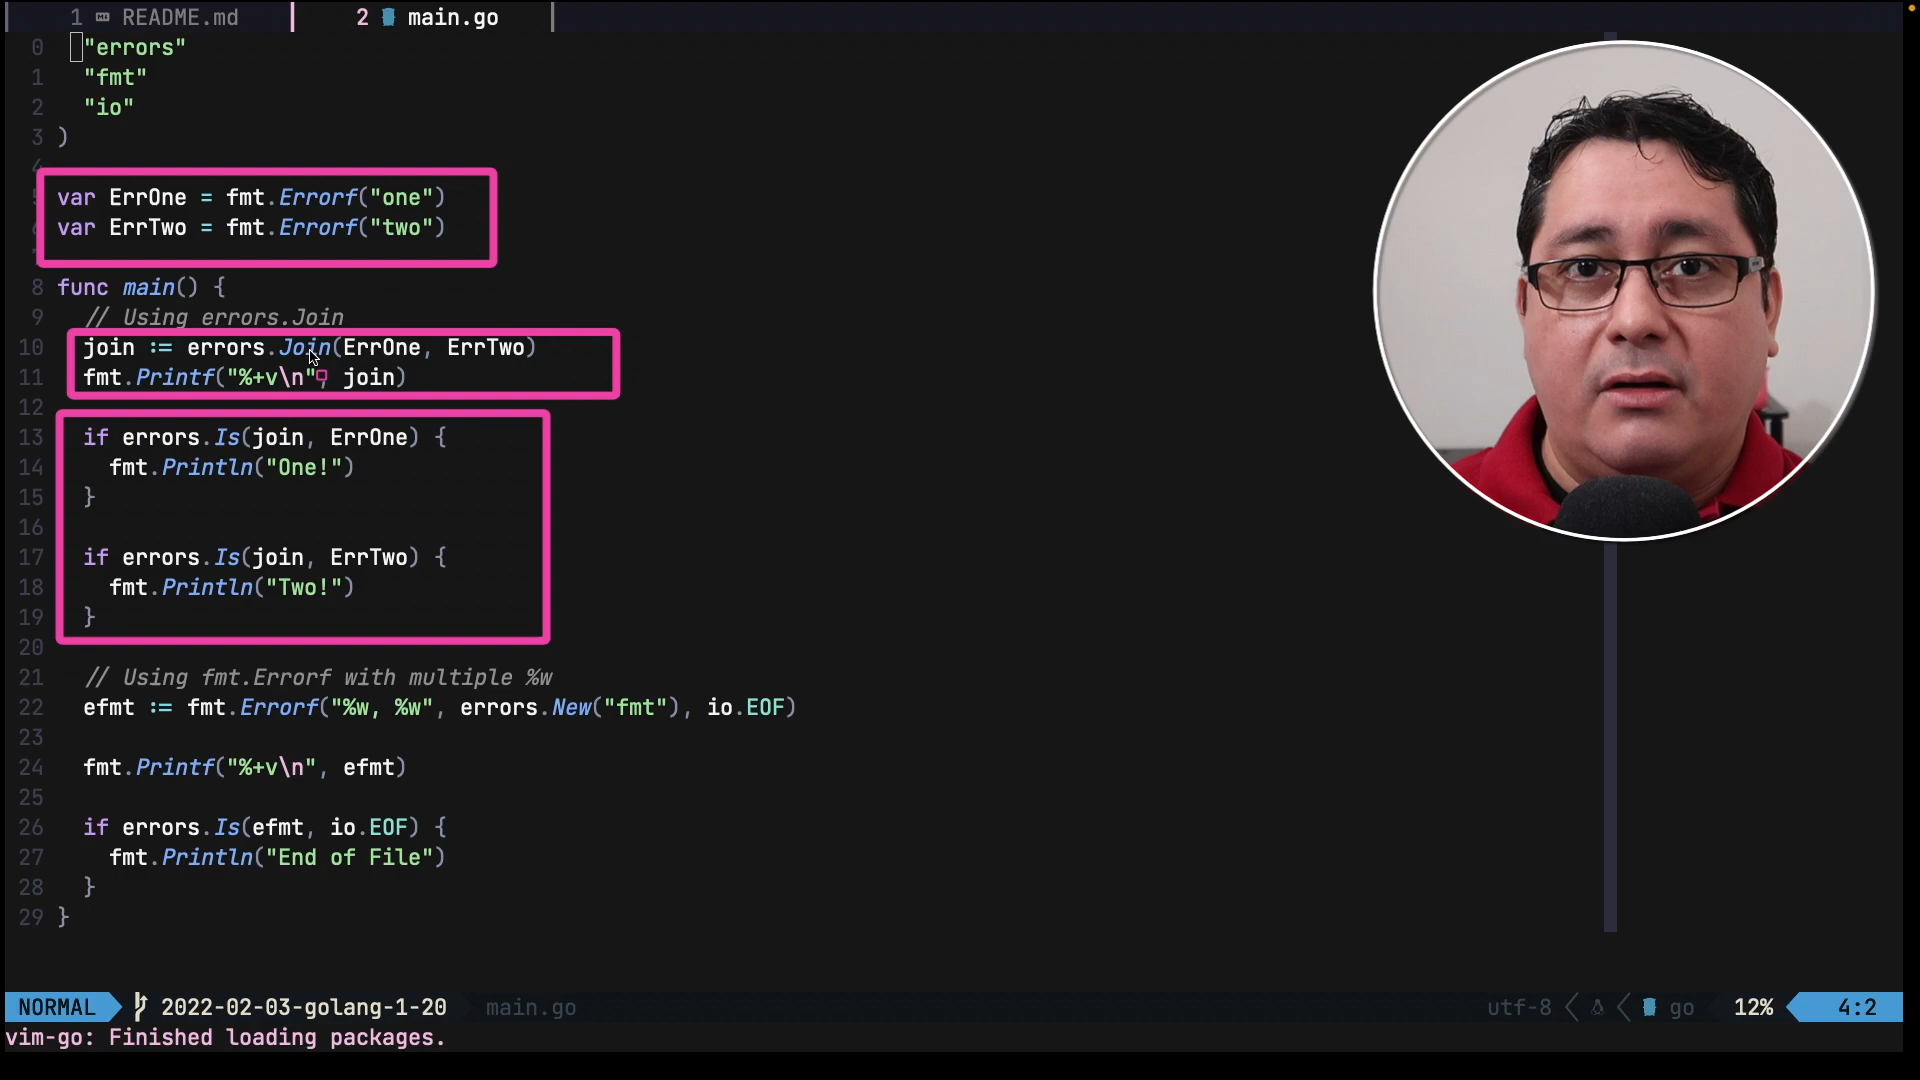 1 README.md 2 main.go
0 "errors"
1 "fmt"
2 "io"
3 )
4
5 var ErrOne = fmt.Errorf("one")
6 var ErrTwo = fmt.Errorf("two")
8 func main() {
9 // Using errors.Join
10 join := errors.Join(ErrOne, ErrTwo)
11 fmt.Printf("%+v\n", join)
12
13 if errors.Is(join, ErrOne) {
14 fmt.Println("One!")
15 }
16
17 if errors.Is(join, ErrTwo) {
18 fmt.Println("Two!")
19 }
20
21 // Using fmt.Errorf with multiple %w
22 efmt := fmt.Errorf("%w, %w", errors.New("fmt"), io.EOF)
23
24 fmt.Printf("%+v\n", efmt)
25
26 if errors.Is(efmt, io.EOF) {
27 fmt.Println("End of File")
28 }
29 }
NORMAL 2022-02-03-golang-1-20 main.go utf-8 go 12% 4:2
vim-go: Finished loading packages.